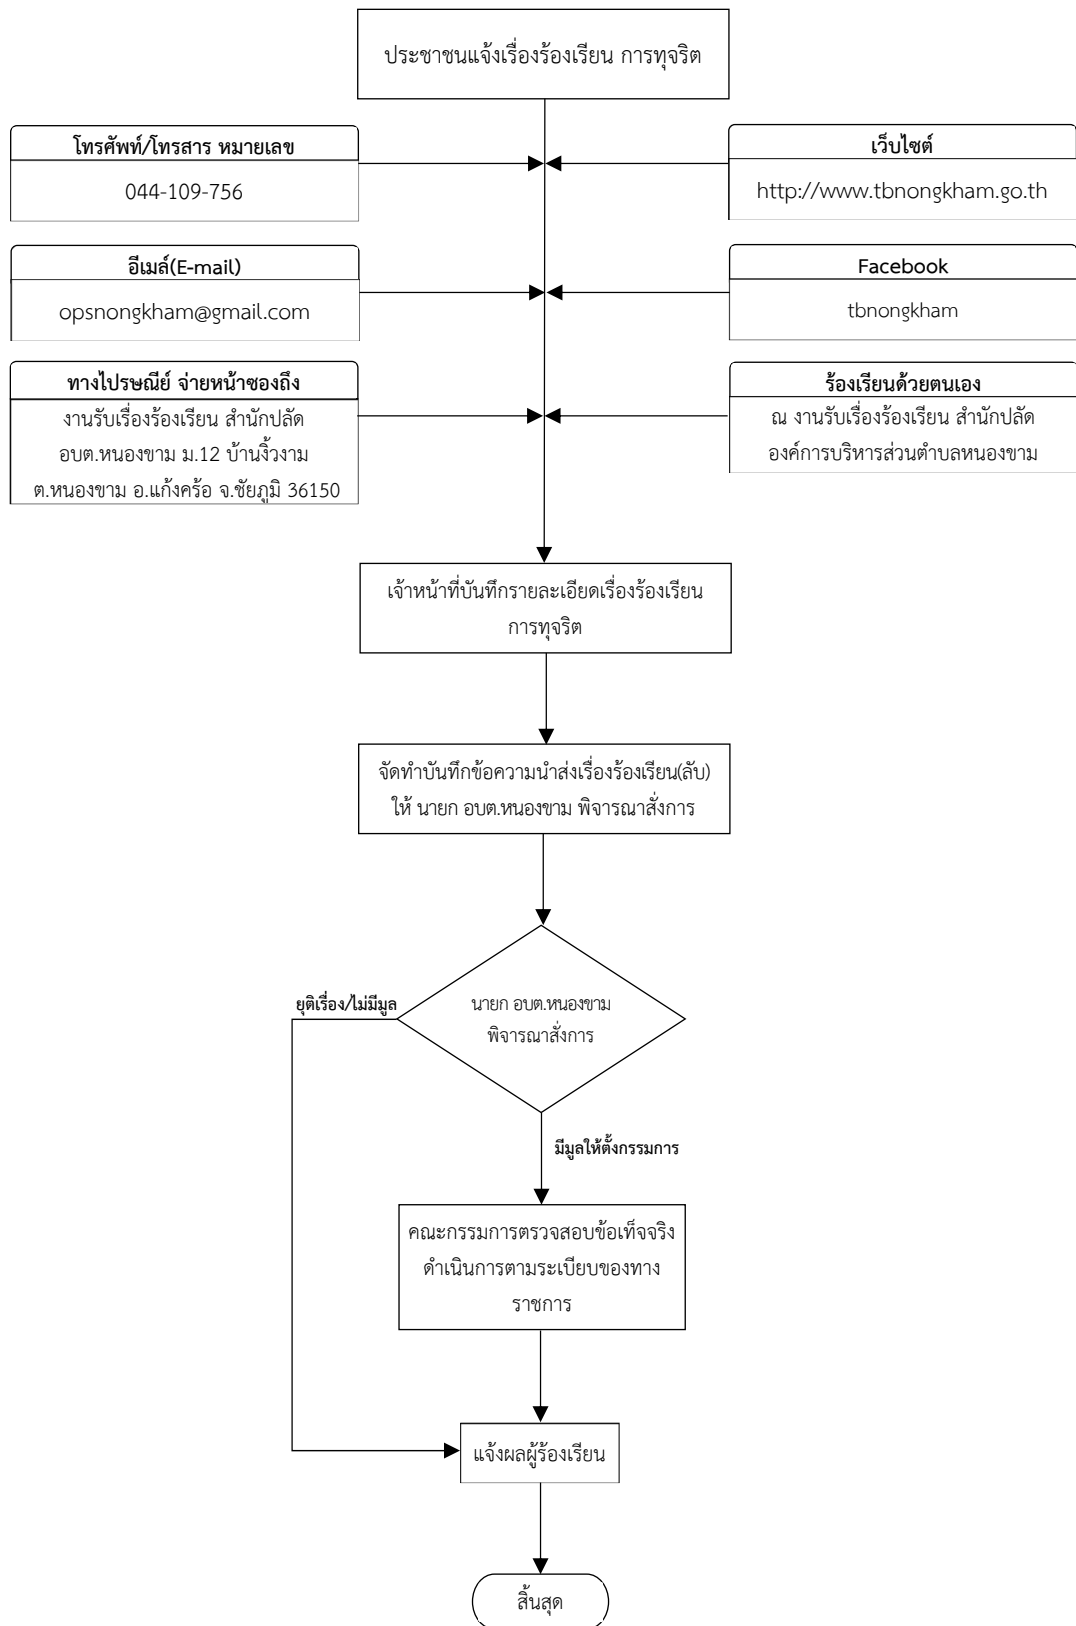 ประชาชนแจ้งเรื่องร้องเรียน การทุจริต
โทรศัพท์/โทรสาร หมายเลข
044-109-756
เว็บไซต์
http://www.tbnongkham.go.th
อีเมล์(E-mail)
opsnongkham@gmail.com
Facebook
tbnongkham
ทางไปรษณีย์ จ่ายหน้าซองถึง
งานรับเรื่องร้องเรียน สำนักปลัด
อบต.หนองขาม ม.12 บ้านงิ้วงาม
ต.หนองขาม อ.แก้งคร้อ จ.ชัยภูมิ 36150
ร้องเรียนด้วยตนเอง
ณ งานรับเรื่องร้องเรียน สำนักปลัด
องค์การบริหารส่วนตำบลหนองขาม
เจ้าหน้าที่บันทึกรายละเอียดเรื่องร้องเรียน
การทุจริต
จัดทำบันทึกข้อความนำส่งเรื่องร้องเรียน(ลับ)
ให้ นายก อบต.หนองขาม พิจารณาสั่งการ
ยุติเรื่อง/ไม่มีมูล
นายก อบต.หนองขาม
พิจารณาสั่งการ
มีมูลให้ตั้งกรรมการ
คณะกรรมการตรวจสอบข้อเท็จจริง
ดำเนินการตามระเบียบของทาง
ราชการ
แจ้งผลผู้ร้องเรียน
สิ้นสุด